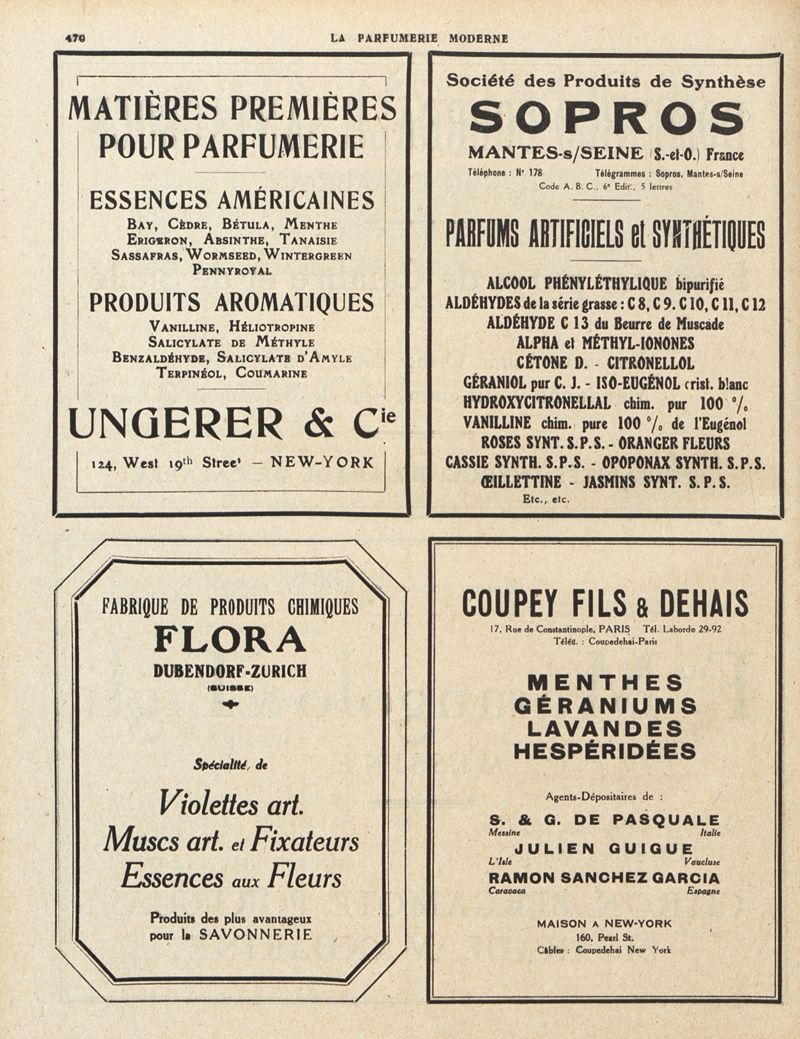 470
LA PARFUMERIE MODERNE
MATIÈRES PREMIÈRES
POUR PARFUMERIE
ESSENCES AMÉRICAINES
BAY, CÈDRE, BÉTULA, MENTHE
ERIGERON, ABSINTHE, TANAISIE
SASSAFRAS, WORMSEED, WINTERGREEN
PENNYROYAL
PRODUITS AROMATIQUES
VANILLINE, HÉLIOTROPINE
SALICYLATE DE MÉTHYLE
BENZALDÉHYDE, SALICYLATE D'AMYLE
TERPINÉOL, COUMARINE
UNGERER & Cie
124, West 19th Street — NEW-YORK
Société des Produits de Synthèse
SOPROS
MANTES-s/SEINE (S.-et-O.) France
Téléphone : N° 178 Télégrammes : Sopros, Mantes-s/Seine
Code A. B. C., 6e Edit., 5 lettres
PARFUMS ARTIFICIELS et SYNTHÉTIQUES
ALCOOL PHÉNYLÉTHYLIQUE bipurifié
ALDÉHYDES de la série grasse : C 8, C 9. C 10, C 11, C 12
ALDÉHYDE C 13 du Beurre de Muscade
ALPHA et MÉTHYL-IONONES
CÉTONE D. - CITRONELLOL
GÉRANIOL pur C. J. - ISO-EUGÉNOL crist. blanc
HYDROXYCITRONELLAL chim. pur 100 %
VANILLINE chim. pure 100 % de l'Eugénol
ROSES SYNT. S.P.S. - ORANGER FLEURS
CASSIE SYNTH. S.P.S. - OPOPONAX SYNTH. S.P.S.
ŒILLETTINE - JASMINS SYNT. S.P.S.
Etc., etc.
FABRIQUE DE PRODUITS CHIMIQUES
FLORA
DUBENDORF-ZURICH
(SUISSE)
Spécialité, de
Violettes art.
Muscs art. et Fixateurs
Essences aux Fleurs
Produits des plus avantageux
pour la SAVONNERIE
COUPEY FILS & DEHAIS
17, Rue de Constantinople, PARIS Tél. Laborde 29-92
Télég. : Coupedehai-Paris
MENTHES
GÉRANIUMS
LAVANDES
HESPÉRIDÉES
Agents-Dépositaires de :
S. & G. DE PASQUALE
Messine Italie
JULIEN GUIGUE
L'Isle Vaucluse
RAMON SANCHEZ GARCIA
Caravaca Espagne
MAISON A NEW-YORK
160, Pearl St.
Câbles : Coupedehai New York